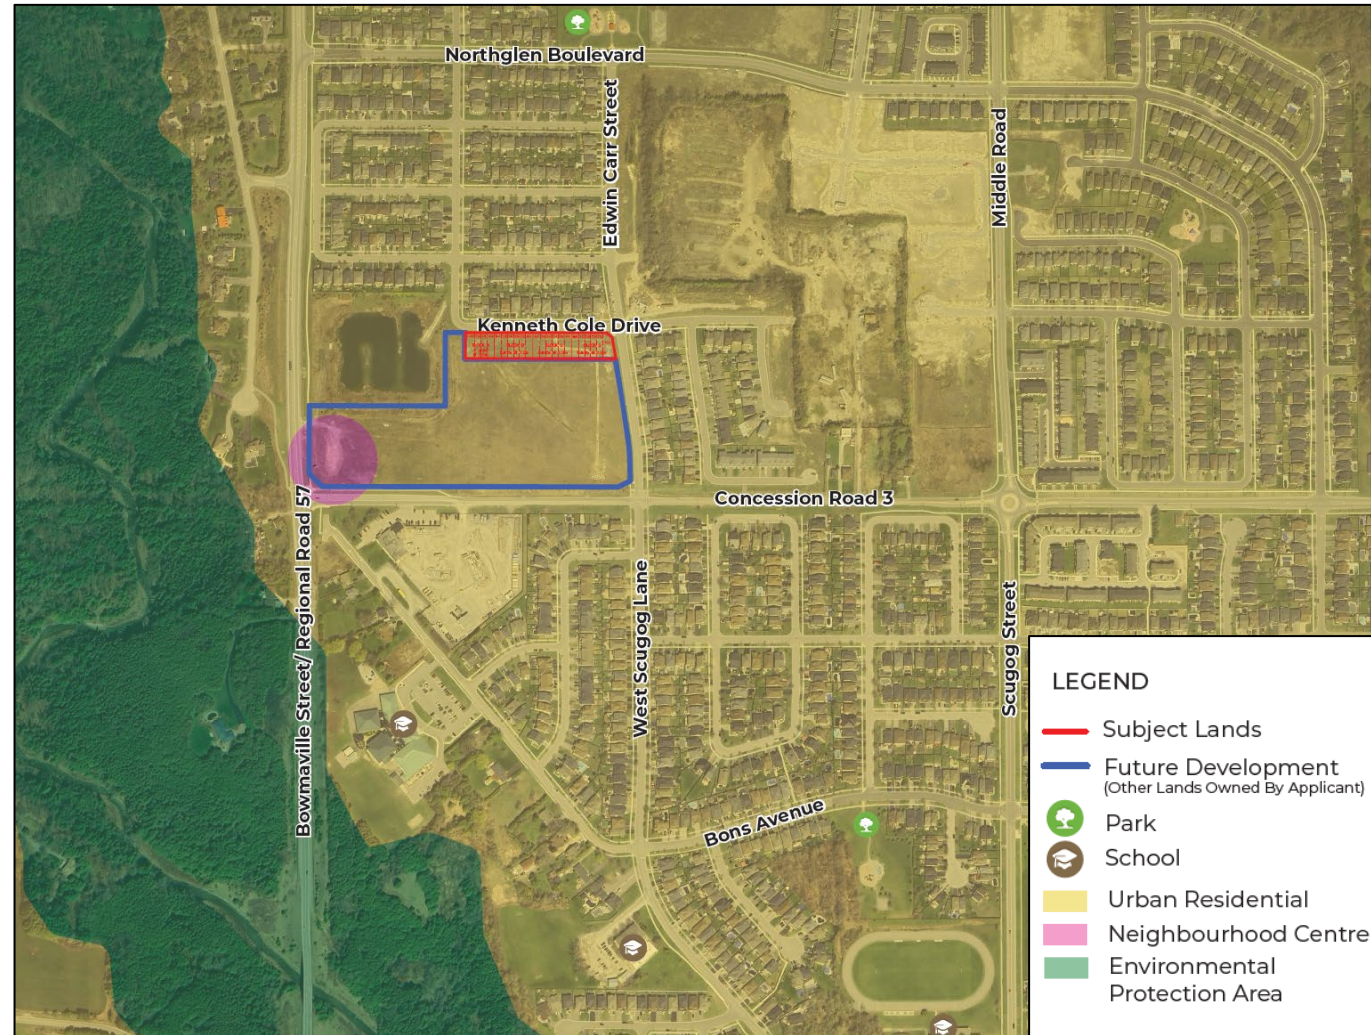 Northglen Boulevard
Edwin Carr Street
Middle Road
Kenneth Cole Drive
Concession Road 3
Bowmaville Street/ Regional Road 57
West Scugog Lane
Scugog Street
Bons Avenue
LEGEND
Subject Lands
Future Development
(Other Lands Owned By Applicant)
Park
School
Urban Residential
Neighbourhood Centre
Environmental
Protection Area